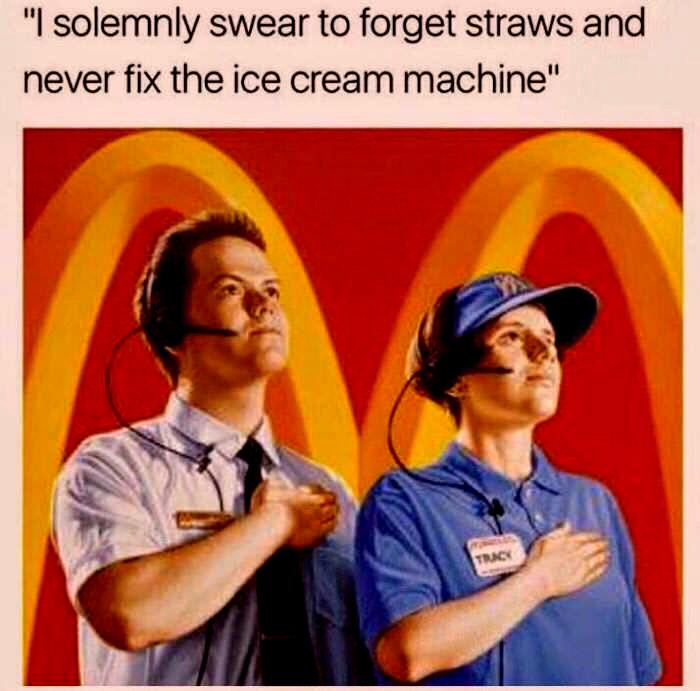 "I solemnly swear to forget straws and
never fix the ice cream machine"
TRACY